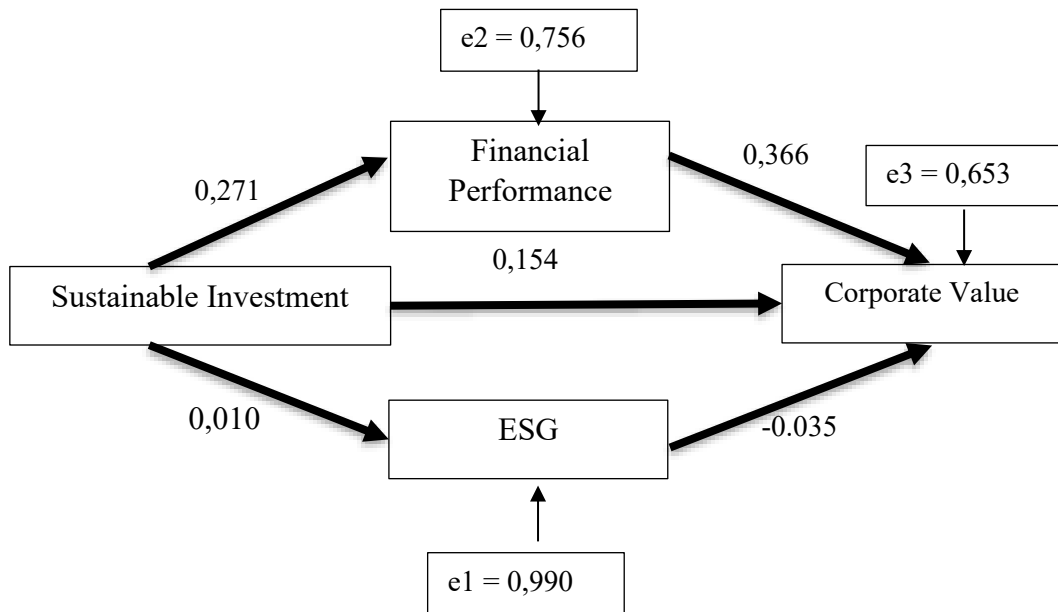 e2 = 0,756
Financial
Performance
0,366
e3 = 0,653
0,271
0,154
Sustainable Investment
Corporate Value
0,010
ESG
-0.035
e1 = 0,990